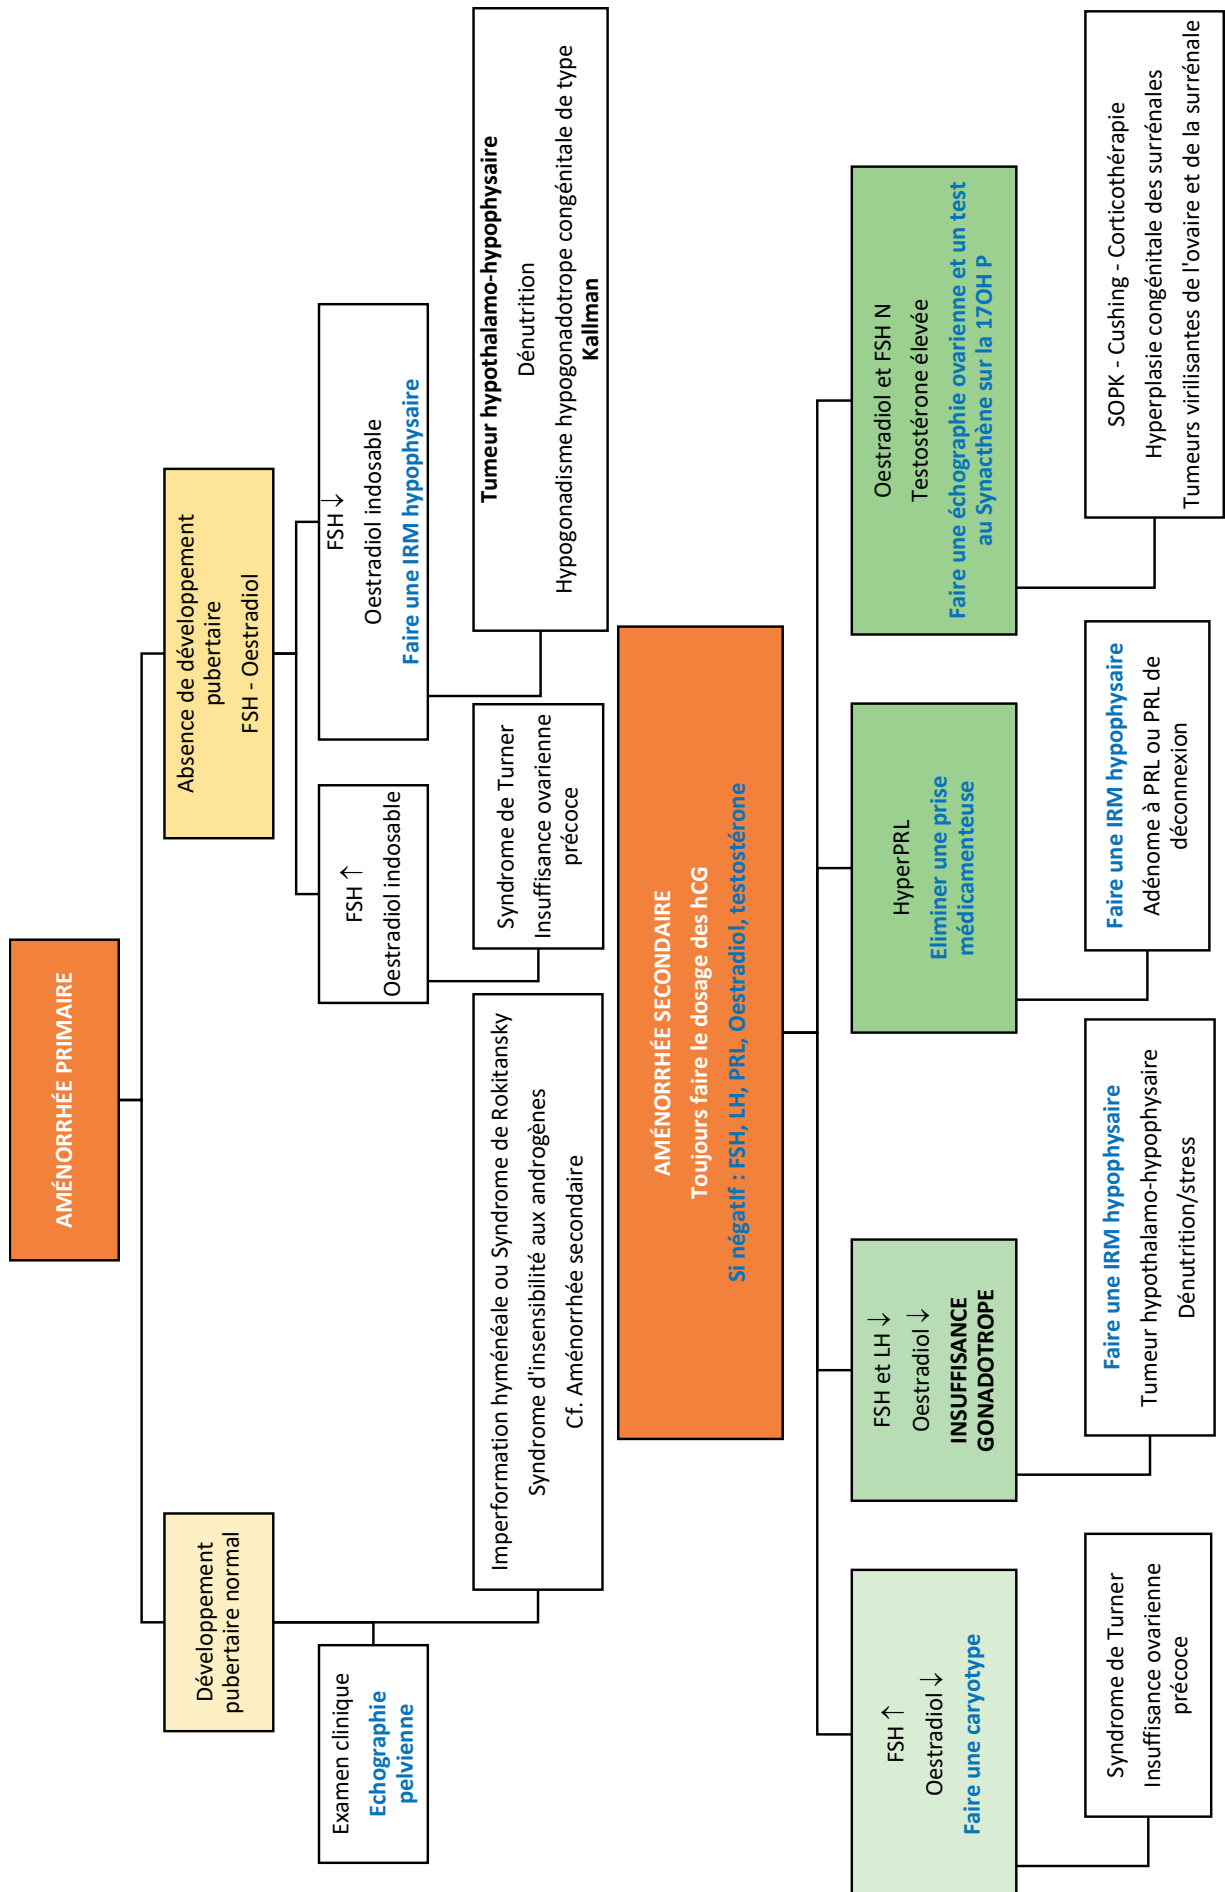 AMÉNORRHÉE PRIMAIRE
Développement
pubertaire normal
Examen clinique
Echographie
pelvienne
Imperformation hyménéale ou Syndrome de Rokitansky
Syndrome d'insensibilité aux androgènes
Cf. Aménorrhée secondaire
Absence de développement
pubertaire
FSH - Oestradiol
FSH ↑
Oestradiol indosable
Syndrome de Turner
Insuffisance ovarienne
précoce
FSH ↓
Oestradiol indosable
Faire une IRM hypophysaire
Tumeur hypothalamo-hypophysaire
Dénutrition
Hypogonadisme hypogonadotrope congénitale de type
Kallman
AMÉNORRHÉE SECONDAIRE
Toujours faire le dosage des hCG
Si négatif : FSH, LH, PRL, Oestradiol, testostérone
FSH ↑
Oestradiol ↓
Faire une caryotype
Syndrome de Turner
Insuffisance ovarienne
précoce
FSH et LH ↓
Oestradiol ↓
INSUFFISANCE
GONADOTROPE
Faire une IRM hypophysaire
Tumeur hypothalamo-hypophysaire
Dénutrition/stress
HyperPRL
Eliminer une prise
médicamenteuse
Faire une IRM hypophysaire
Adénome à PRL ou PRL de
déconnexion
Oestradiol et FSH N
Testostérone élevée
Faire une échographie ovarienne et un test
au Synacthène sur la 17OH P
SOPK - Cushing - Corticothérapie
Hyperplasie congénitale des surrénales
Tumeurs virilisantes de l'ovaire et de la surrénale